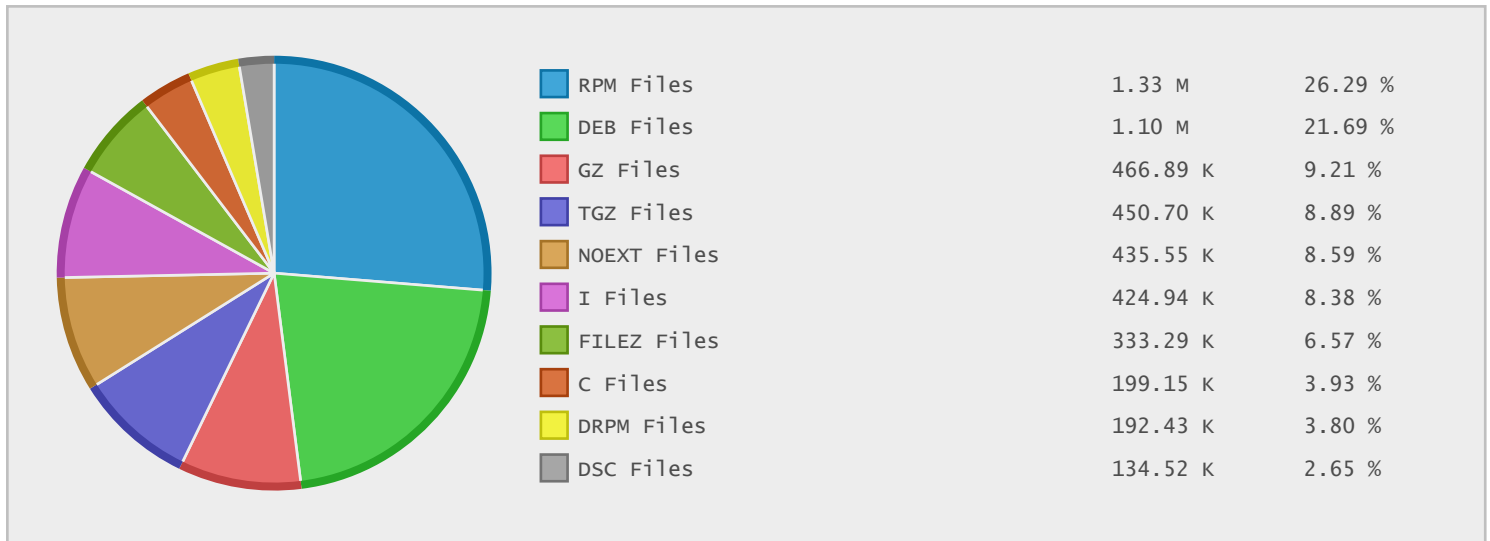 RPM Files 1.33 M 26.29 %
DEB Files 1.10 M 21.69 %
GZ Files 466.89 K 9.21 %
TGZ Files 450.70 K 8.89 %
NOEXT Files 435.55 K 8.59 %
I Files 424.94 K 8.38 %
FILEZ Files 333.29 K 6.57 %
C Files 199.15 K 3.93 %
DRPM Files 192.43 K 3.80 %
DSC Files 134.52 K 2.65 %